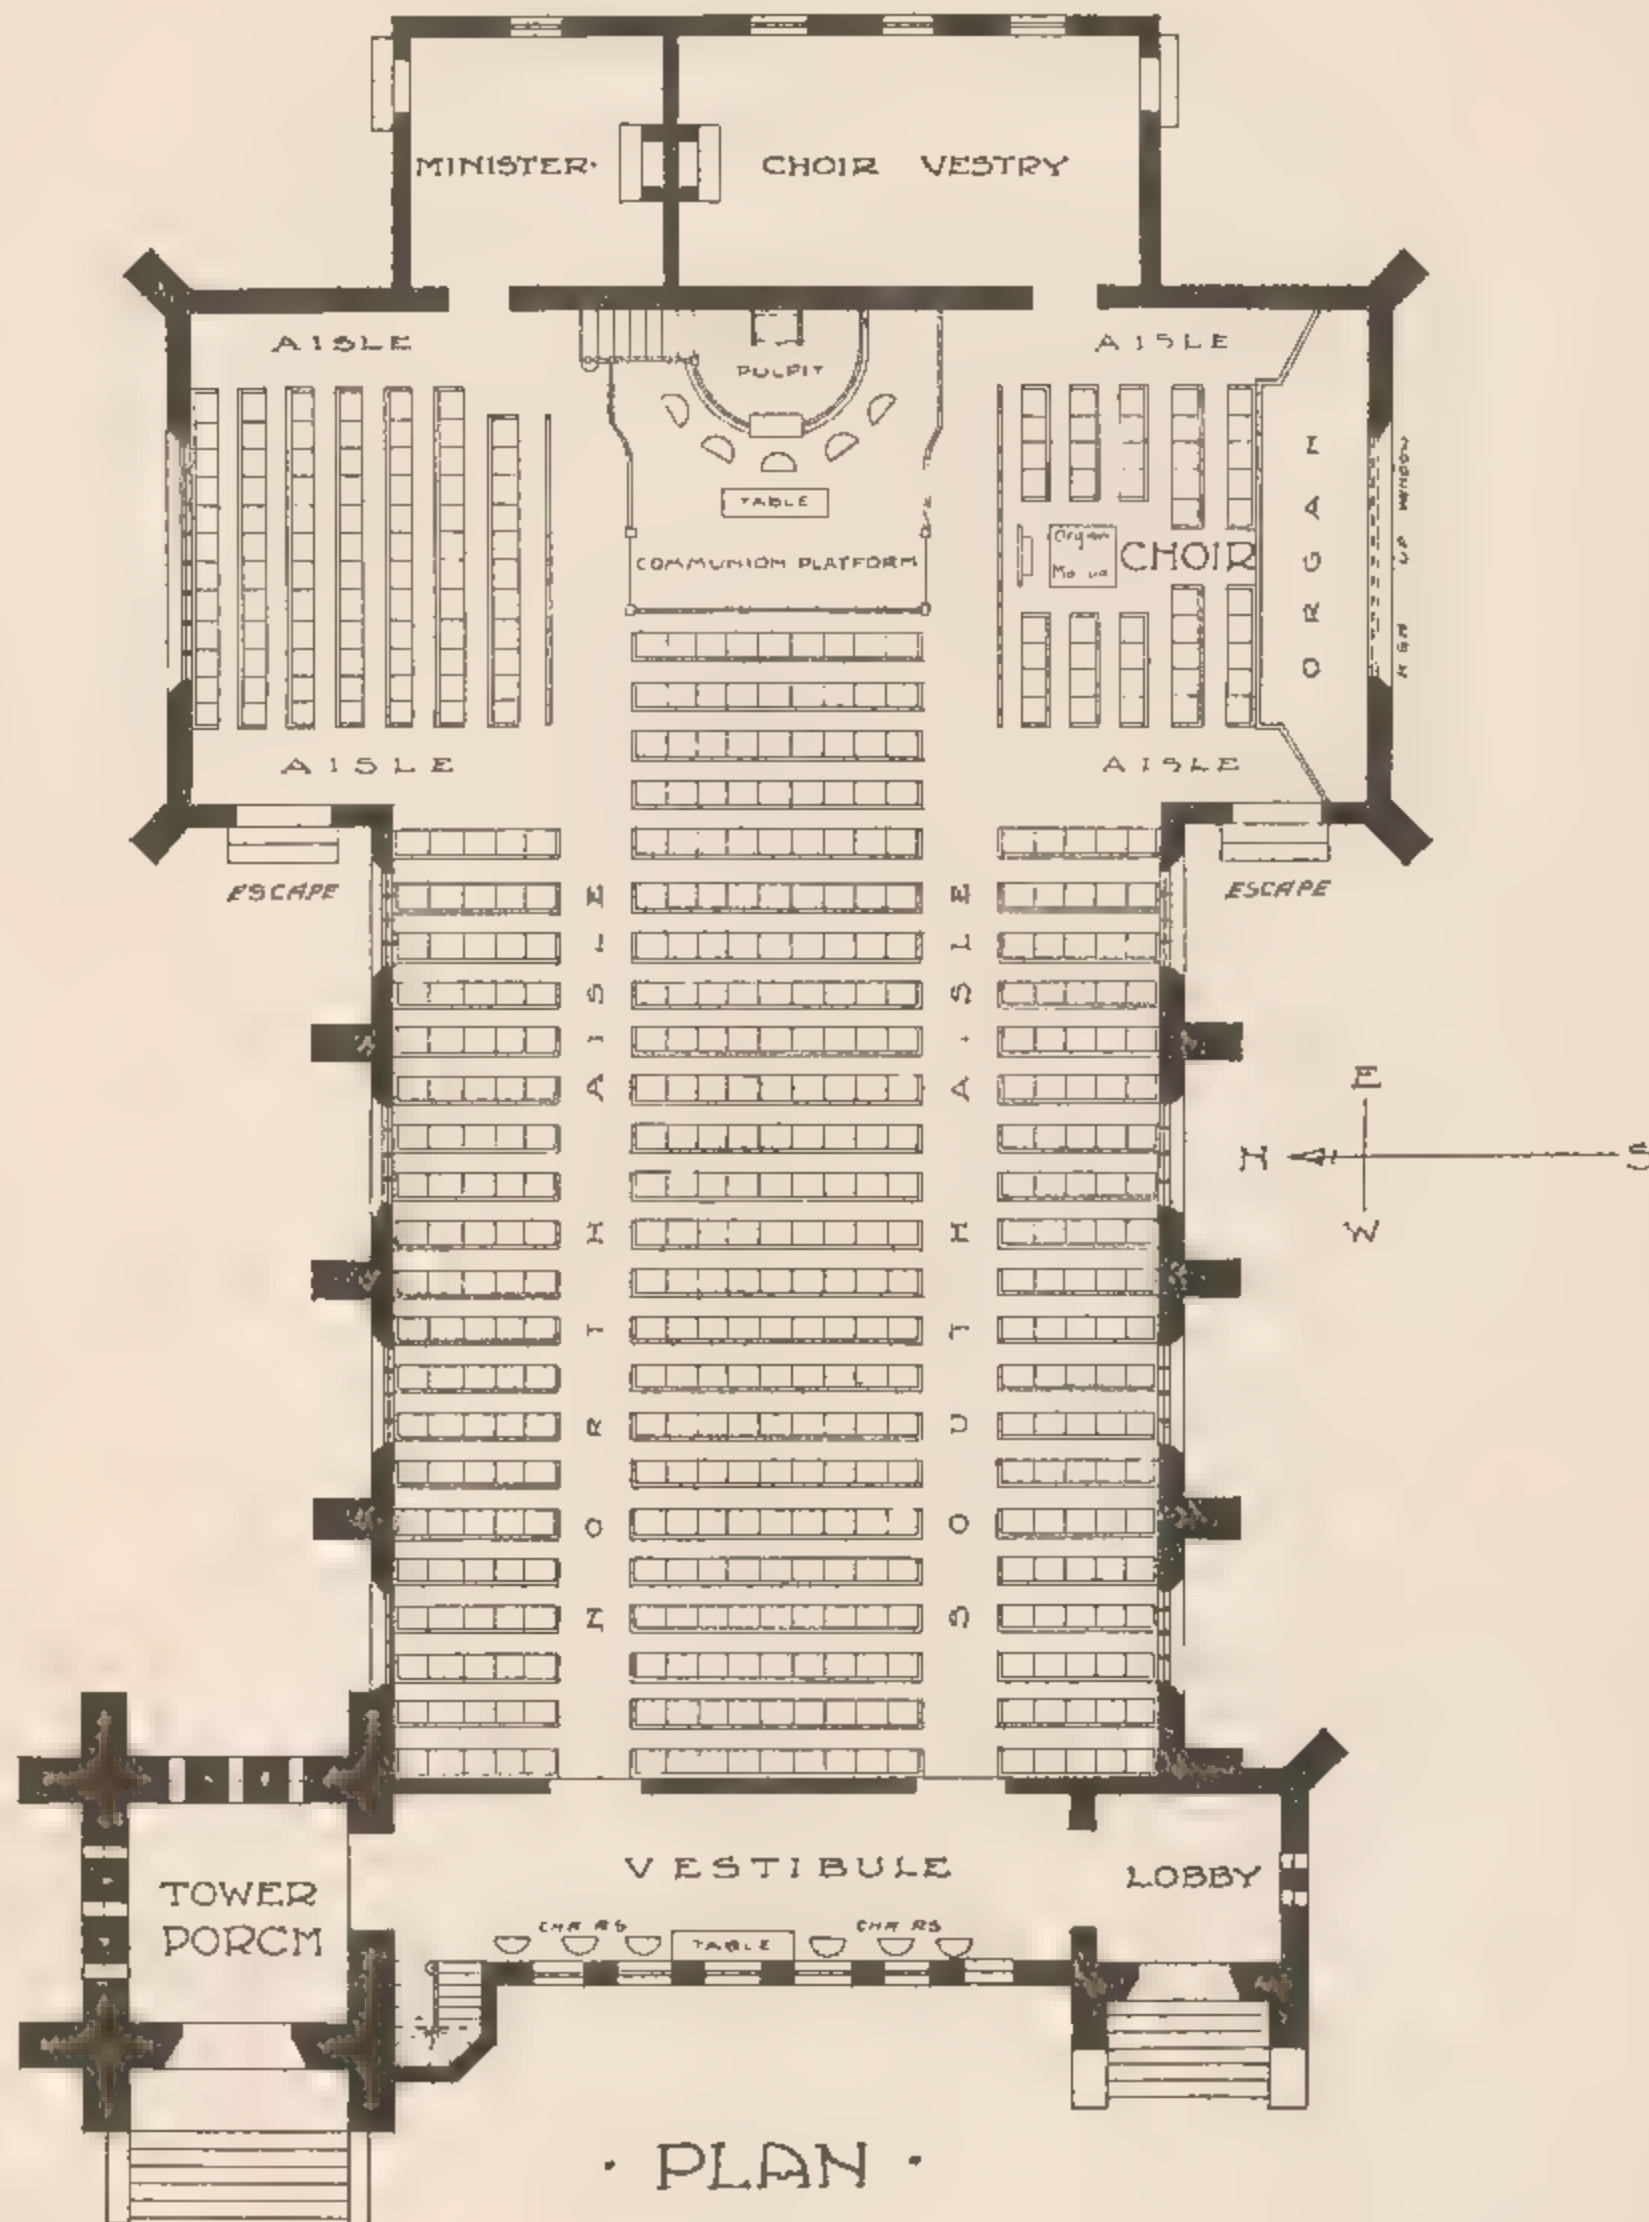 MINISTER·
CHOIR VESTRY
AISLE
AISLE
PULPIT
TABLE
COMMUNION PLATFORM
Organ
CHOIR
ORGAN
AISLE
AISLE
ESCAPE
ESCAPE
NORTH AISLE
SOUTH AISLE
E
N
S
W
VESTIBULE
LOBBY
TOWER
PORCH
CHAIRS
TABLE
CHAIRS
· PLAN ·